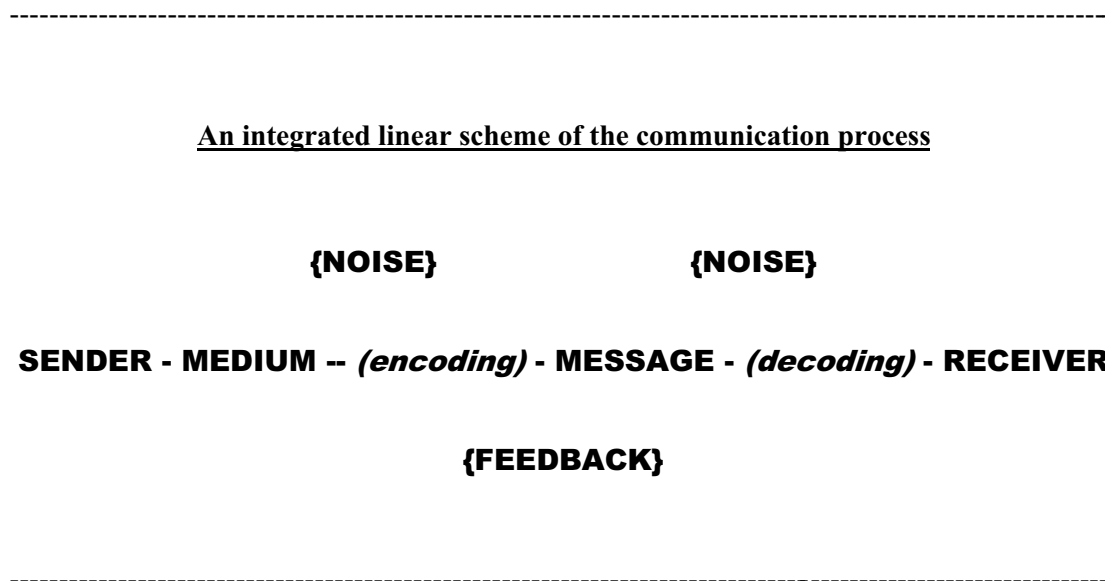 An integrated linear scheme of the communication process
{NOISE} {NOISE}
SENDER - MEDIUM -- (encoding) - MESSAGE - (decoding) - RECEIVER
{FEEDBACK}